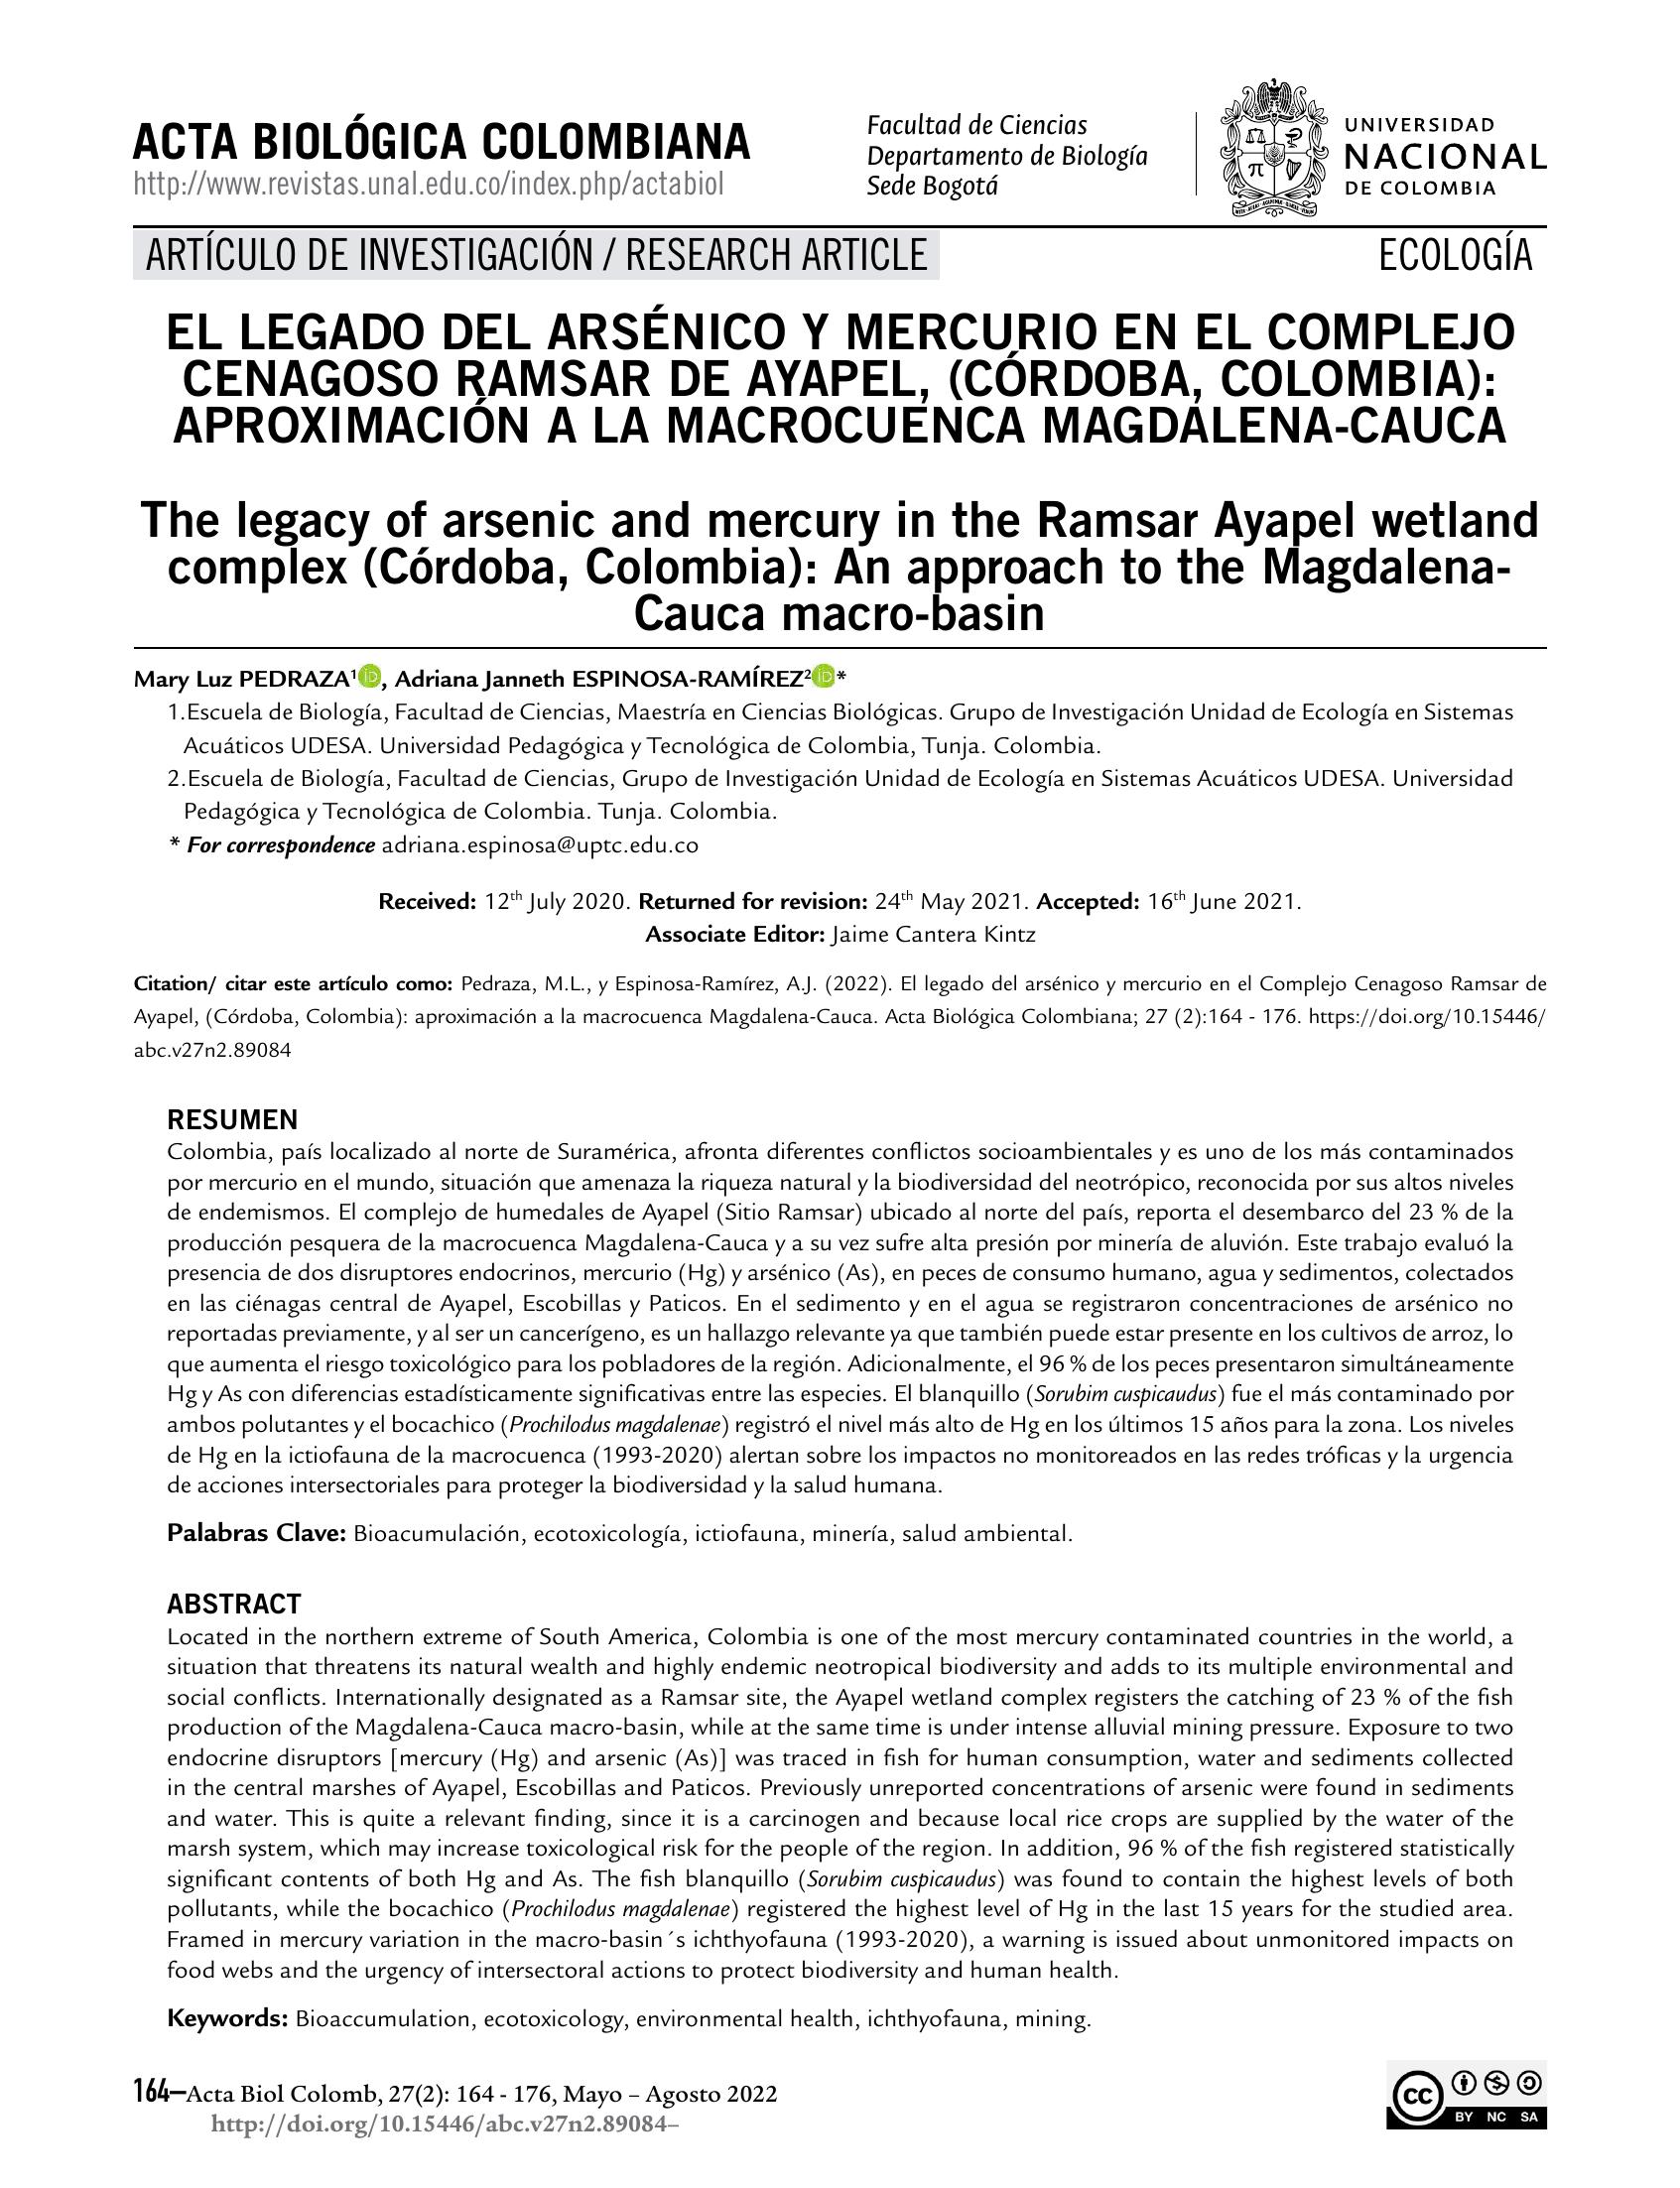 ACTA BIOLÓGICA COLOMBIANA
http://www.revistas.unal.edu.co/index.php/actabiol
Facultad de Ciencias
Departamento de Biología
Sede Bogotá
UNIVERSIDAD
NACIONAL
DE COLOMBIA
ARTÍCULO DE INVESTIGACIÓN / RESEARCH ARTICLE
ECOLOGÍA
EL LEGADO DEL ARSÉNICO Y MERCURIO EN EL COMPLEJO
CENAGOSO RAMSAR DE AYAPEL, (CÓRDOBA, COLOMBIA):
APROXIMACIÓN A LA MACROCUENCA MAGDALENA-CAUCA
The legacy of arsenic and mercury in the Ramsar Ayapel wetland
complex (Córdoba, Colombia): An approach to the Magdalena-
Cauca macro-basin
Mary Luz PEDRAZA¹ iD, Adriana Janneth ESPINOSA-RAMÍREZ² iD*
1.Escuela de Biología, Facultad de Ciencias, Maestría en Ciencias Biológicas. Grupo de Investigación Unidad de Ecología en Sistemas
Acuáticos UDESA. Universidad Pedagógica y Tecnológica de Colombia, Tunja. Colombia.
2.Escuela de Biología, Facultad de Ciencias, Grupo de Investigación Unidad de Ecología en Sistemas Acuáticos UDESA. Universidad
Pedagógica y Tecnológica de Colombia. Tunja. Colombia.
* For correspondence adriana.espinosa@uptc.edu.co
Received: 12th July 2020. Returned for revision: 24th May 2021. Accepted: 16th June 2021.
Associate Editor: Jaime Cantera Kintz
Citation/ citar este artículo como: Pedraza, M.L., y Espinosa-Ramírez, A.J. (2022). El legado del arsénico y mercurio en el Complejo Cenagoso Ramsar de
Ayapel, (Córdoba, Colombia): aproximación a la macrocuenca Magdalena-Cauca. Acta Biológica Colombiana; 27 (2):164 - 176. https://doi.org/10.15446/
abc.v27n2.89084
RESUMEN
Colombia, país localizado al norte de Suramérica, afronta diferentes conflictos socioambientales y es uno de los más contaminados
por mercurio en el mundo, situación que amenaza la riqueza natural y la biodiversidad del neotrópico, reconocida por sus altos niveles
de endemismos. El complejo de humedales de Ayapel (Sitio Ramsar) ubicado al norte del país, reporta el desembarco del 23 % de la
producción pesquera de la macrocuenca Magdalena-Cauca y a su vez sufre alta presión por minería de aluvión. Este trabajo evaluó la
presencia de dos disruptores endocrinos, mercurio (Hg) y arsénico (As), en peces de consumo humano, agua y sedimentos, colectados
en las ciénagas central de Ayapel, Escobillas y Paticos. En el sedimento y en el agua se registraron concentraciones de arsénico no
reportadas previamente, y al ser un cancerígeno, es un hallazgo relevante ya que también puede estar presente en los cultivos de arroz, lo
que aumenta el riesgo toxicológico para los pobladores de la región. Adicionalmente, el 96 % de los peces presentaron simultáneamente
Hg y As con diferencias estadísticamente significativas entre las especies. El blanquillo (Sorubim cuspicaudus) fue el más contaminado por
ambos polutantes y el bocachico (Prochilodus magdalenae) registró el nivel más alto de Hg en los últimos 15 años para la zona. Los niveles
de Hg en la ictiofauna de la macrocuenca (1993-2020) alertan sobre los impactos no monitoreados en las redes tróficas y la urgencia
de acciones intersectoriales para proteger la biodiversidad y la salud humana.
Palabras Clave: Bioacumulación, ecotoxicología, ictiofauna, minería, salud ambiental.
ABSTRACT
Located in the northern extreme of South America, Colombia is one of the most mercury contaminated countries in the world, a
situation that threatens its natural wealth and highly endemic neotropical biodiversity and adds to its multiple environmental and
social conflicts. Internationally designated as a Ramsar site, the Ayapel wetland complex registers the catching of 23 % of the fish
production of the Magdalena-Cauca macro-basin, while at the same time is under intense alluvial mining pressure. Exposure to two
endocrine disruptors [mercury (Hg) and arsenic (As)] was traced in fish for human consumption, water and sediments collected
in the central marshes of Ayapel, Escobillas and Paticos. Previously unreported concentrations of arsenic were found in sediments
and water. This is quite a relevant finding, since it is a carcinogen and because local rice crops are supplied by the water of the
marsh system, which may increase toxicological risk for the people of the region. In addition, 96 % of the fish registered statistically
significant contents of both Hg and As. The fish blanquillo (Sorubim cuspicaudus) was found to contain the highest levels of both
pollutants, while the bocachico (Prochilodus magdalenae) registered the highest level of Hg in the last 15 years for the studied area.
Framed in mercury variation in the macro-basin´s ichthyofauna (1993-2020), a warning is issued about unmonitored impacts on
food webs and the urgency of intersectoral actions to protect biodiversity and human health.
Keywords: Bioaccumulation, ecotoxicology, environmental health, ichthyofauna, mining.
164–Acta Biol Colomb, 27(2): 164 - 176, Mayo – Agosto 2022
http://doi.org/10.15446/abc.v27n2.89084–
cc
BY NC SA